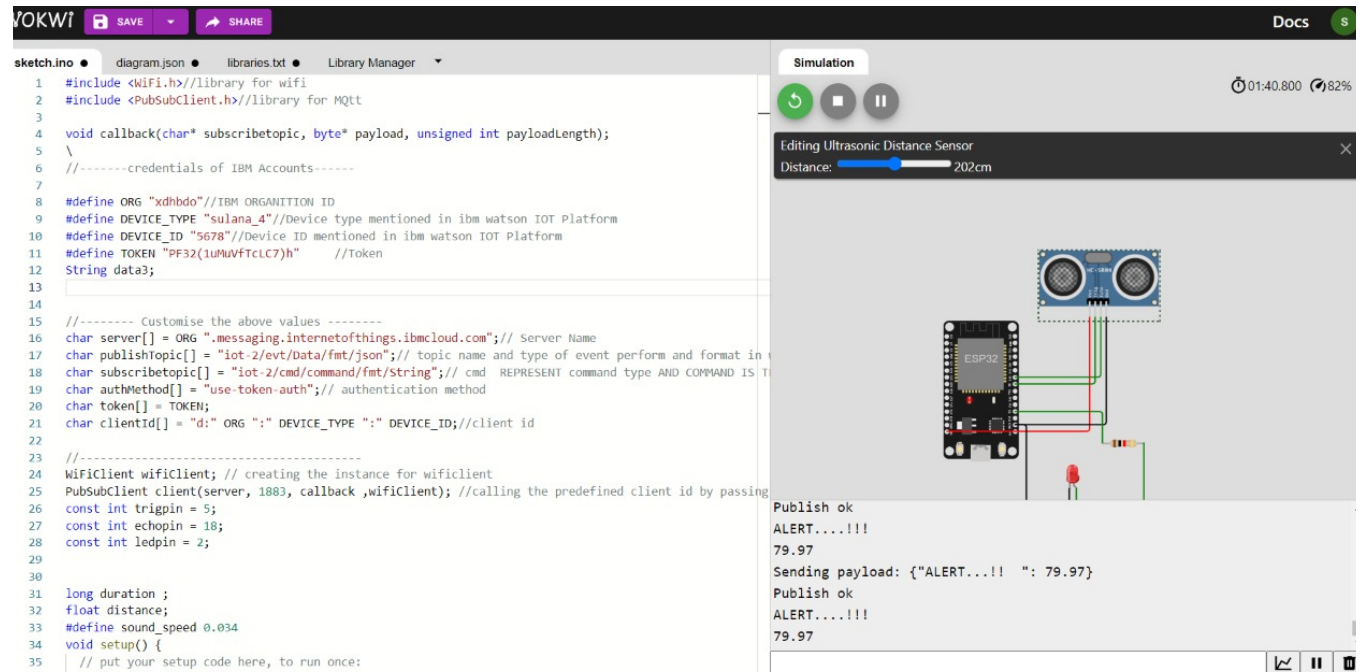 WOKWi SAVE SHARE Docs S
sketch.ino ● diagram.json ● libraries.txt ● Library Manager
Simulation
1 #include <WiFi.h>//library for wifi
2 #include <PubSubClient.h>//library for MQtt
3
4 void callback(char* subscribetopic, byte* payload, unsigned int payloadLength);
5 \
6 //-------credentials of IBM Accounts------
7
8 #define ORG "xdhbdo"//IBM ORGANITION ID
9 #define DEVICE_TYPE "sulana_4"//Device type mentioned in ibm watson IOT Platform
10 #define DEVICE_ID "5678"//Device ID mentioned in ibm watson IOT Platform
11 #define TOKEN "PF32(1uMuVfTcLC7)h" //Token
12 String data3;
13
14
15 //-------- Customise the above values --------
16 char server[] = ORG ".messaging.internetofthings.ibmcloud.com";// Server Name
17 char publishTopic[] = "iot-2/evt/Data/fmt/json";// topic name and type of event perform and format in
18 char subscribetopic[] = "iot-2/cmd/command/fmt/String";// cmd REPRESENT command type AND COMMAND IS
19 char authMethod[] = "use-token-auth";// authentication method
20 char token[] = TOKEN;
21 char clientId[] = "d:" ORG ":" DEVICE_TYPE ":" DEVICE_ID;//client id
22
23 //-----------------------------------
24 WiFiClient wifiClient; // creating the instance for wificlient
25 PubSubClient client(server, 1883, callback ,wifiClient); //calling the predefined client id by passing
26 const int trigpin = 5;
27 const int echopin = 18;
28 const int ledpin = 2;
29
30
31 long duration ;
32 float distance;
33 #define sound_speed 0.034
34 void setup() {
35 // put your setup code here, to run once:
01:40.800 82%
Editing Ultrasonic Distance Sensor
Distance: 202cm
HC-SR04
ESP32
Publish ok
ALERT....!!!
79.97
Sending payload: {"ALERT...!!  ": 79.97}
Publish ok
ALERT....!!!
79.97